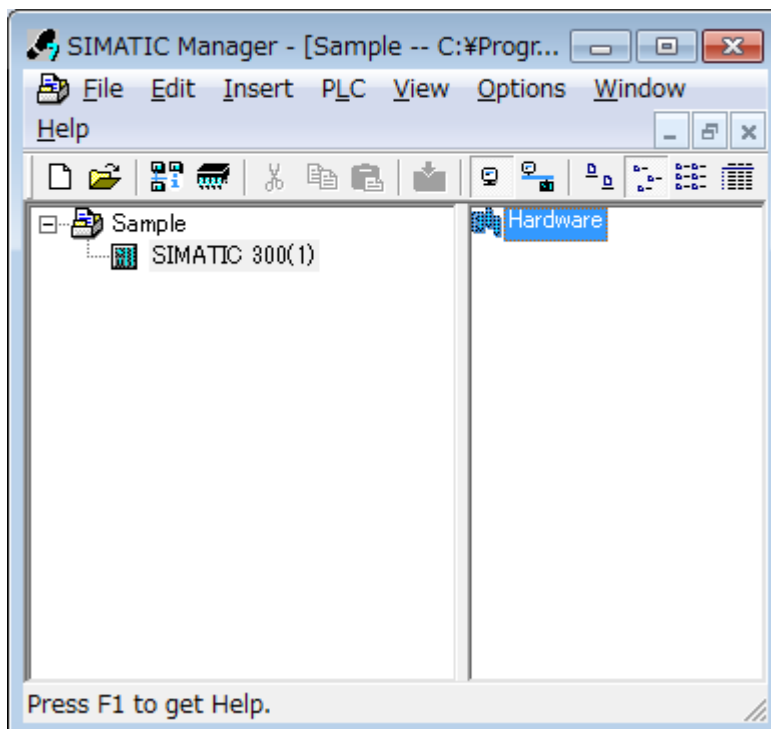 SIMATIC Manager - [Sample -- C:¥Progr...
File Edit Insert PLC View Options Window
Help
Sample
SIMATIC 300(1)
Hardware
Press F1 to get Help.